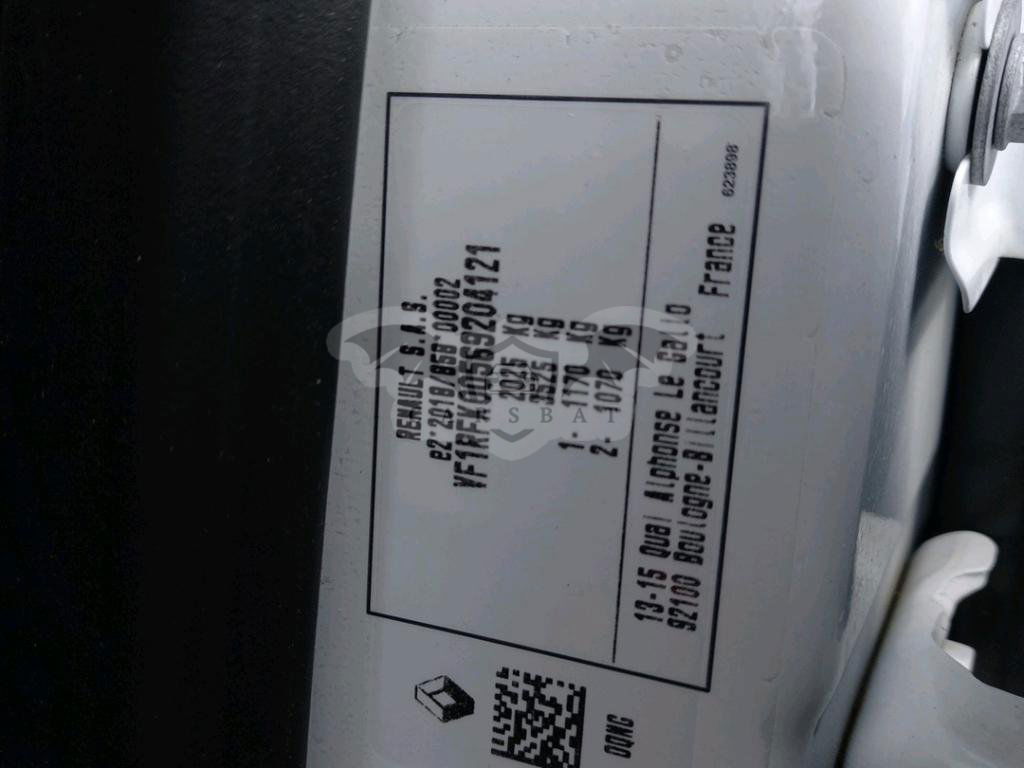 RENAULT S.A.S.
e2*2018/858*00002
VF1RFK00569204121
2025 Kg
3525 Kg
1- 1170 Kg
2- 1070 Kg
13-15 Quai Alphonse Le Gallo
92100 Boulogne-Billancourt France
623898
QQNG